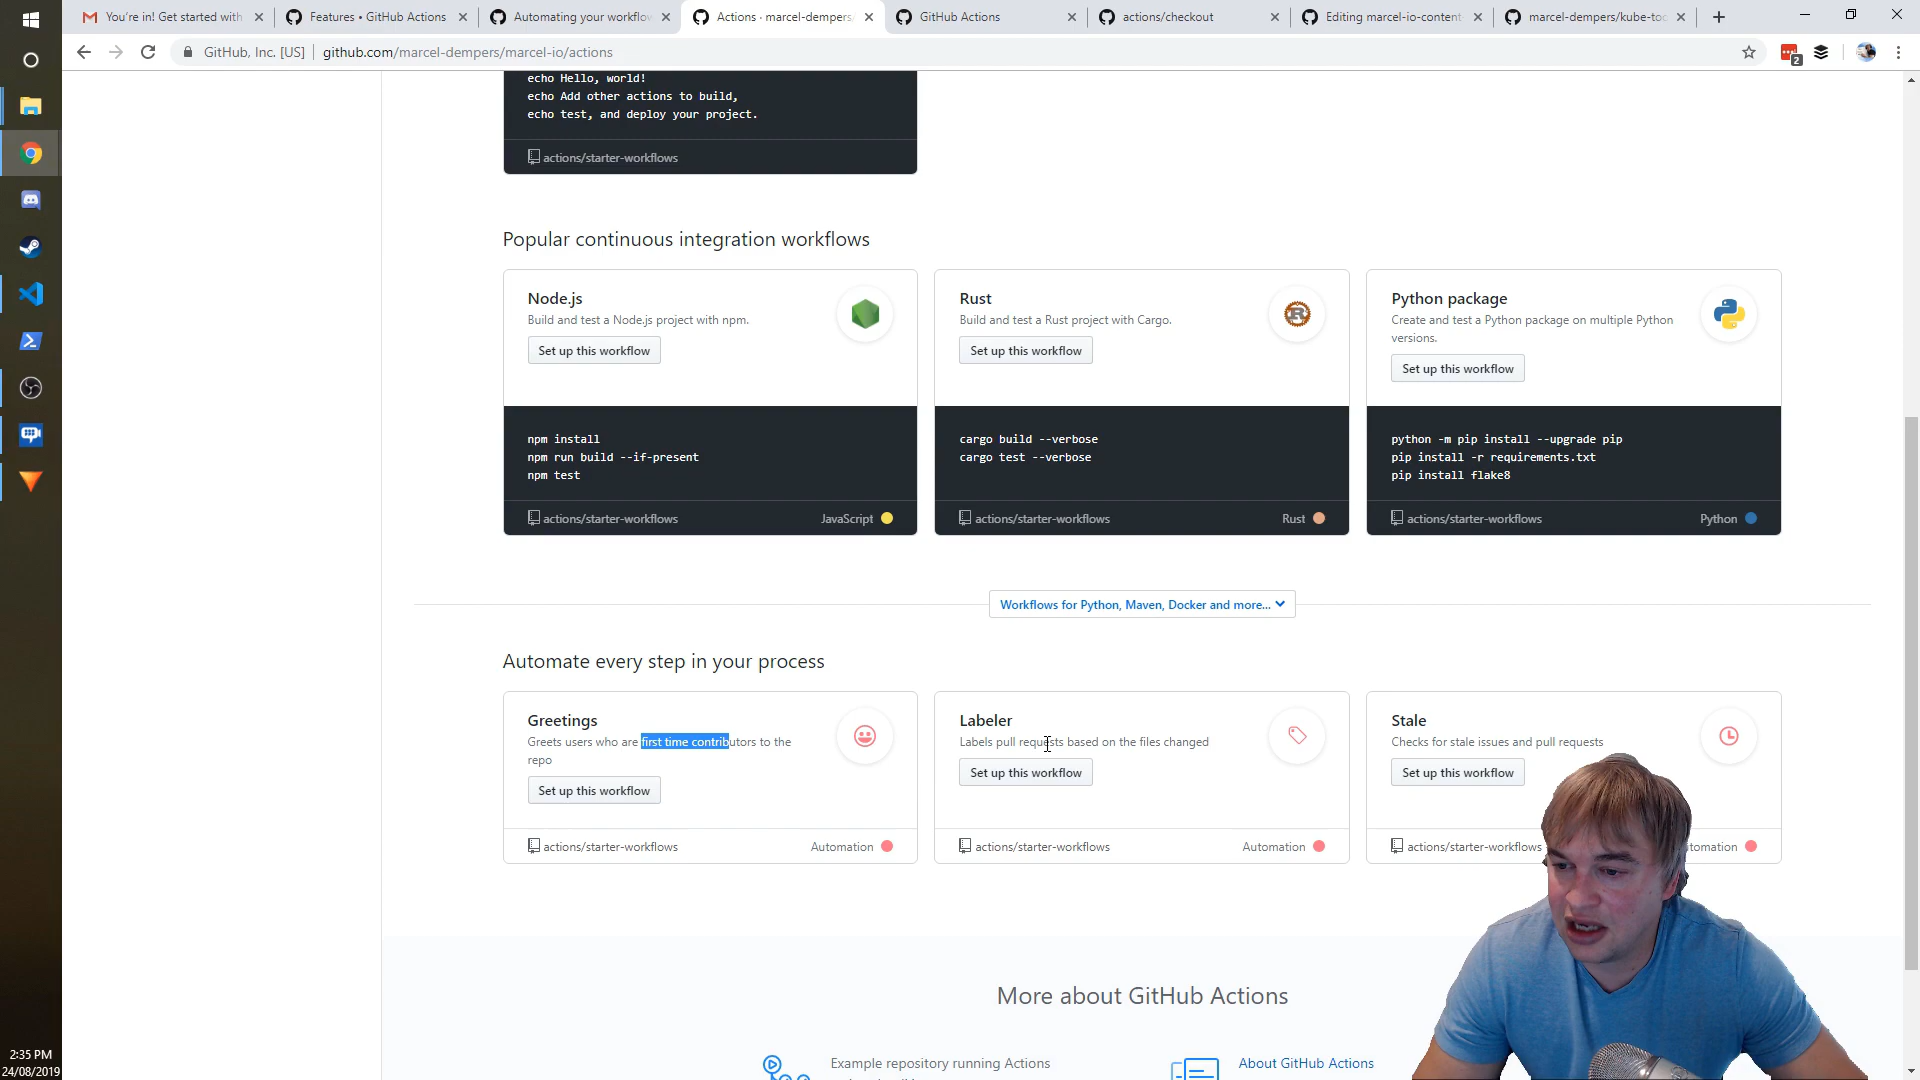 You're in! Get started with
Features • GitHub Actions
Automating your workflow
Actions · marcel-dempers/
GitHub Actions
actions/checkout
Editing marcel-io-content
marcel-dempers/kube-too
GitHub, Inc. [US]
github.com/marcel-dempers/marcel-io/actions
2
echo Hello, world!
echo Add other actions to build,
echo test, and deploy your project.
actions/starter-workflows
Popular continuous integration workflows
Node.js
Build and test a Node.js project with npm.
Set up this workflow
npm install
npm run build --if-present
npm test
actions/starter-workflows
JavaScript
Rust
Build and test a Rust project with Cargo.
Set up this workflow
cargo build --verbose
cargo test --verbose
actions/starter-workflows
Rust
Python package
Create and test a Python package on multiple Python
versions.
Set up this workflow
python -m pip install --upgrade pip
pip install -r requirements.txt
pip install flake8
actions/starter-workflows
Python
Workflows for Python, Maven, Docker and more...
Automate every step in your process
Greetings
Greets users who are first time contributors to the
repo
Set up this workflow
actions/starter-workflows
Automation
Labeler
Labels pull requests based on the files changed
Set up this workflow
actions/starter-workflows
Automation
Stale
Checks for stale issues and pull requests
Set up this workflow
actions/starter-workflows
tomation
More about GitHub Actions
Example repository running Actions
About GitHub Actions
2:35 PM
24/08/2019